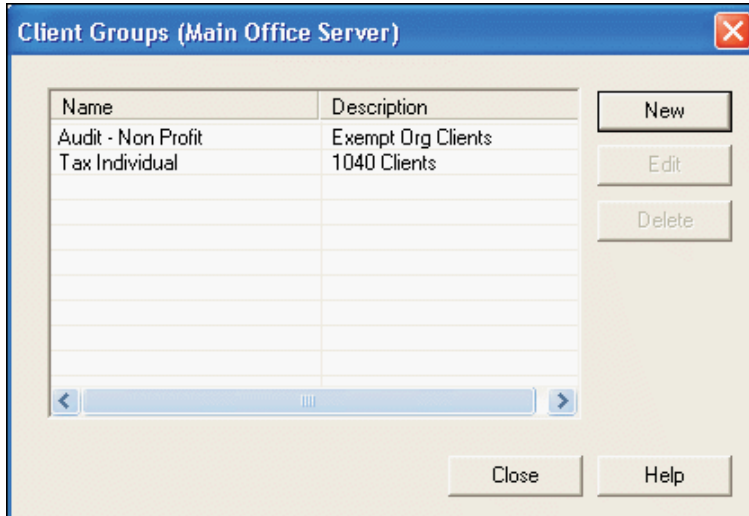 Client Groups (Main Office Server)
Name Description
Audit - Non Profit Exempt Org Clients
Tax Individual 1040 Clients
New
Edit
Delete
Close Help